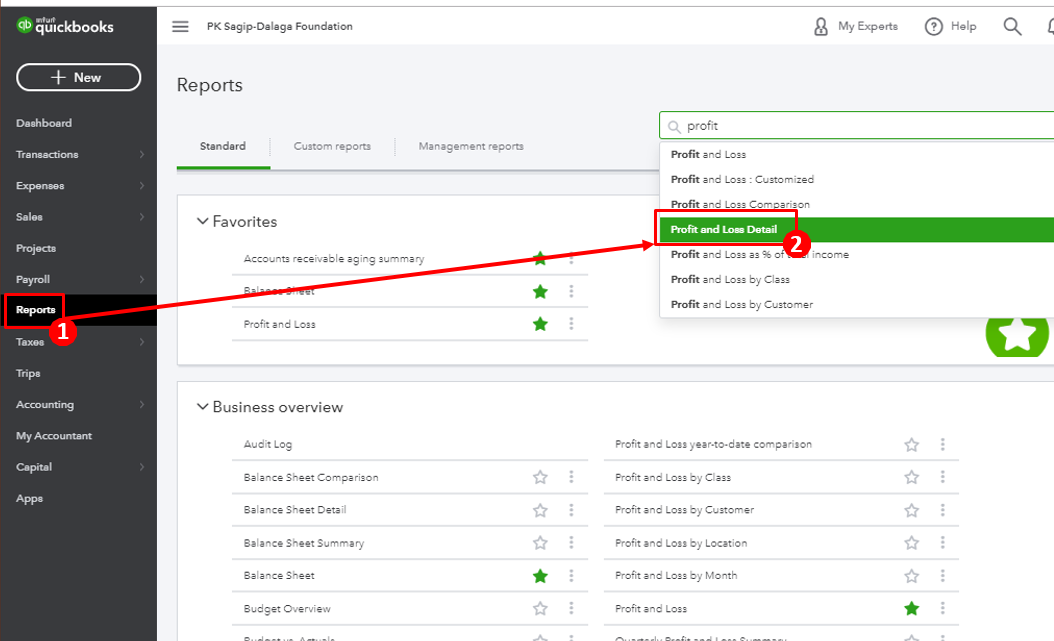 intuit
quickbooks
PK Sagip-Dalaga Foundation
My Experts
Help
New
Dashboard
Transactions
Expenses
Sales
Projects
Payroll
Reports
1
Taxes
Trips
Accounting
My Accountant
Capital
Apps
Reports
Standard
Custom reports
Management reports
profit
Profit and Loss
Profit and Loss : Customized
Profit and Loss Comparison
Profit and Loss Detail
2
Profit and Loss as % of total income
Profit and Loss by Class
Profit and Loss by Customer
Favorites
Accounts receivable aging summary
Balance Sheet
Profit and Loss
Business overview
Audit Log
Balance Sheet Comparison
Balance Sheet Detail
Balance Sheet Summary
Balance Sheet
Budget Overview
Budget vs. Actuals
Profit and Loss year-to-date comparison
Profit and Loss by Class
Profit and Loss by Customer
Profit and Loss by Location
Profit and Loss by Month
Profit and Loss
Quarterly Profit and Loss Summary